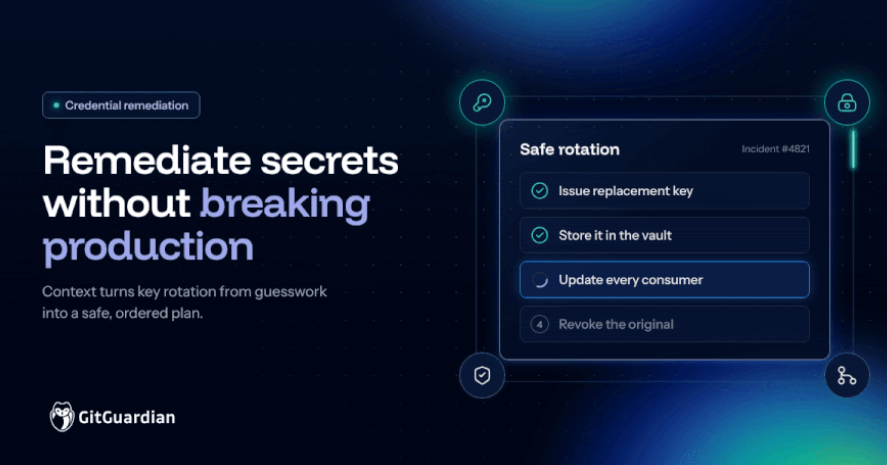 Credential remediation
Remediate secrets
without breaking
production
Context turns key rotation from guesswork
into a safe, ordered plan.
GitGuardian
Safe rotation
Incident #4821
Issue replacement key
Store it in the vault
Update every consumer
4
Revoke the original